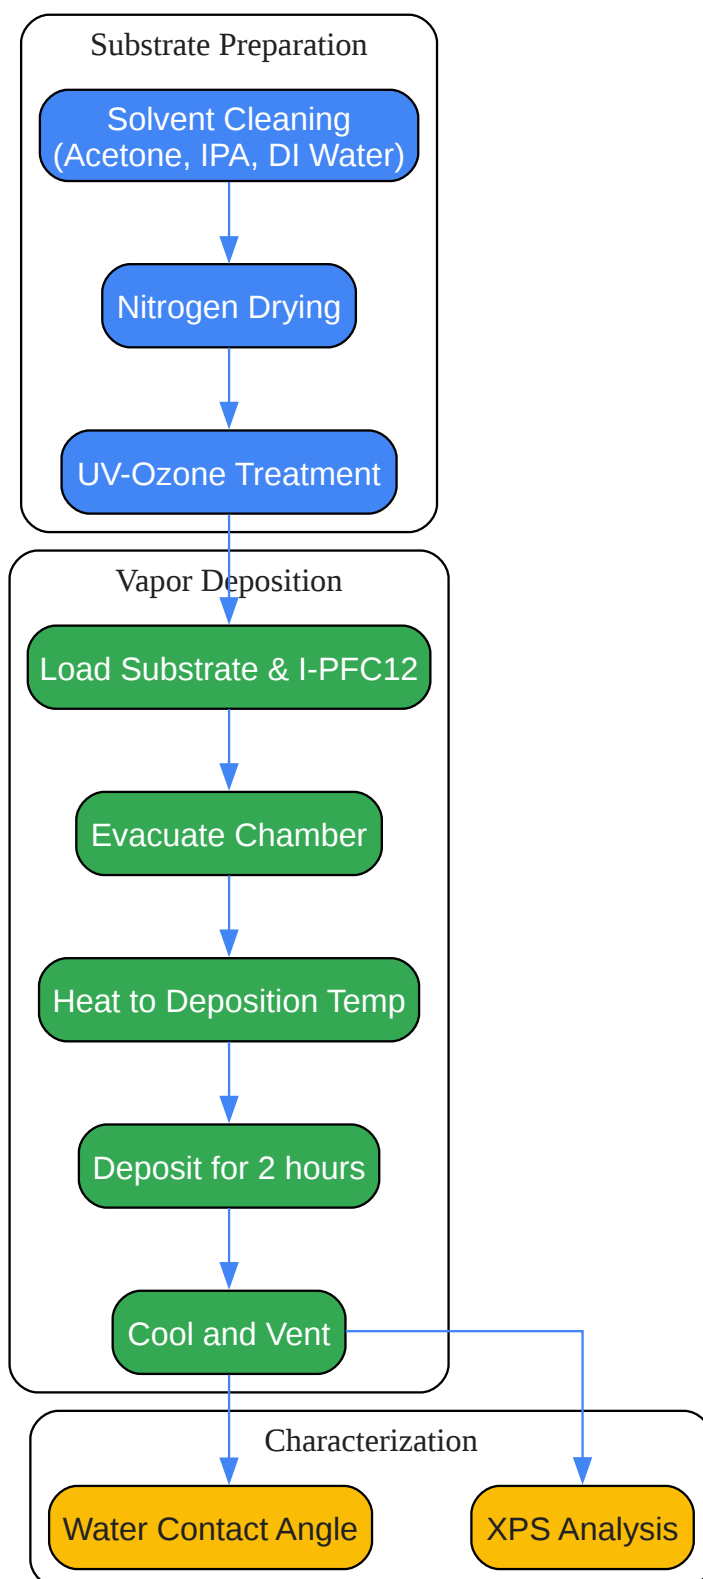 Substrate Preparation
Solvent Cleaning
(Acetone, IPA, DI Water)
Nitrogen Drying
UV-Ozone Treatment
Vapor Deposition
Load Substrate & I-PFC12
Evacuate Chamber
Heat to Deposition Temp
Deposit for 2 hours
Cool and Vent
Characterization
Water Contact Angle
XPS Analysis